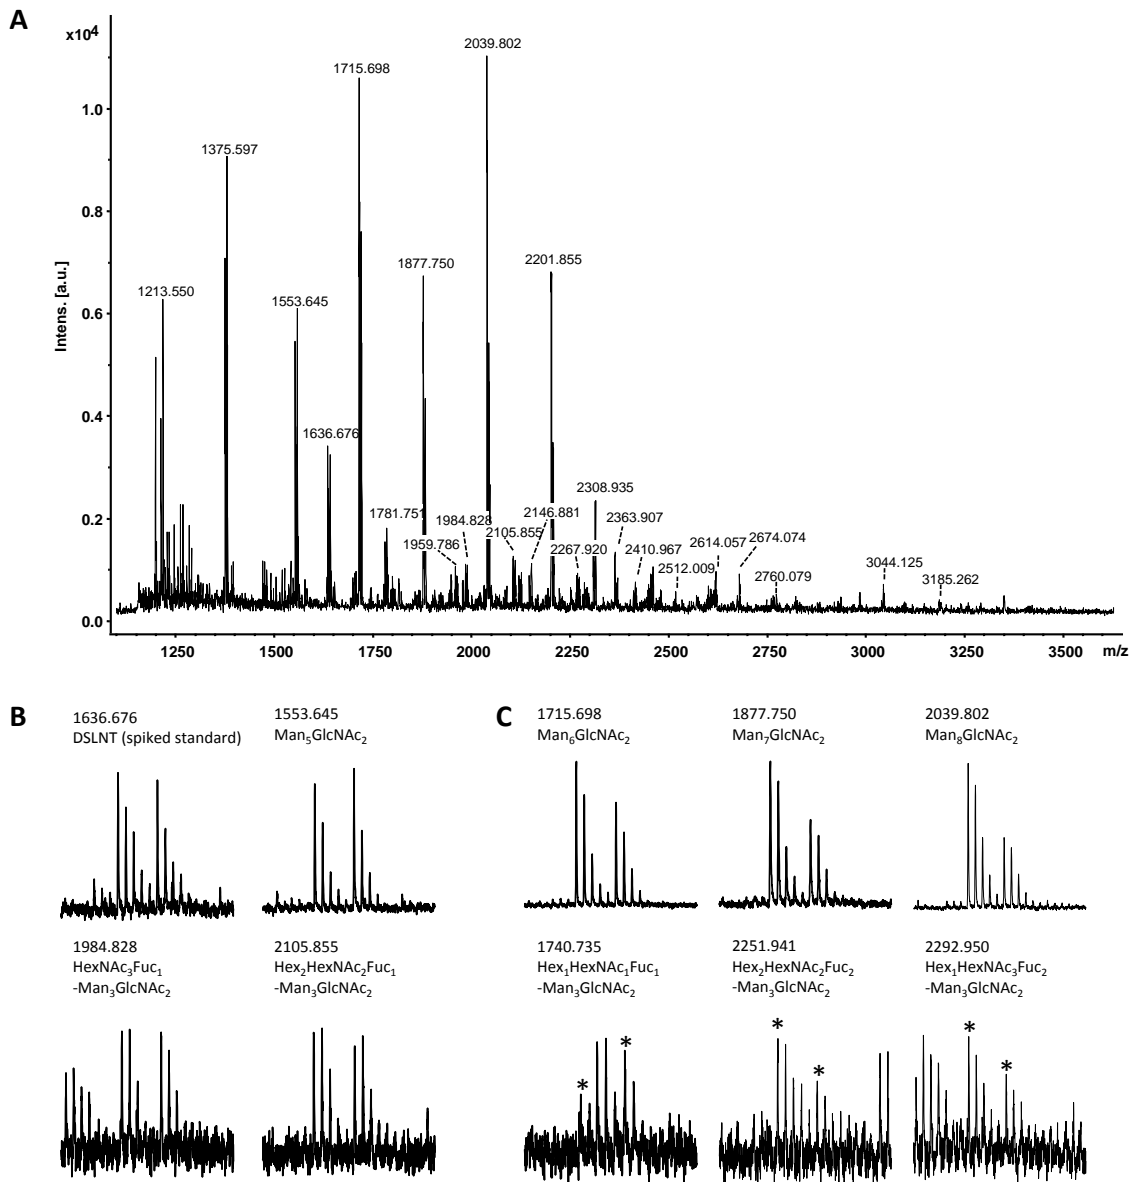 A
x10⁴
2039.802
1715.698
1.0
1375.597
0.8
1877.750
2201.855
1213.550
1553.645
0.6
Intens. [a.u.]
0.4
1636.676
2308.935
1781.751
1984.828
2146.881
2363.907
0.2
1959.786
2105.855
2267.920
2410.967
2614.057
2674.074
2512.009
2760.079
3044.125
3185.262
0.0
1250 1500 1750 2000 2250 2500 2750 3000 3250 3500 m/z
B
1636.676
DSLNT (spiked standard)
1553.645
Man₅GlcNAc₂
C
1715.698
Man₆GlcNAc₂
1877.750
Man₇GlcNAc₂
2039.802
Man₈GlcNAc₂
1984.828
HexNAc₃Fuc₁
-Man₃GlcNAc₂
2105.855
Hex₂HexNAc₂Fuc₁
-Man₃GlcNAc₂
1740.735
Hex₁HexNAc₁Fuc₁
-Man₃GlcNAc₂
2251.941
Hex₂HexNAc₂Fuc₂
-Man₃GlcNAc₂
2292.950
Hex₁HexNAc₃Fuc₂
-Man₃GlcNAc₂
* *
* *
* *